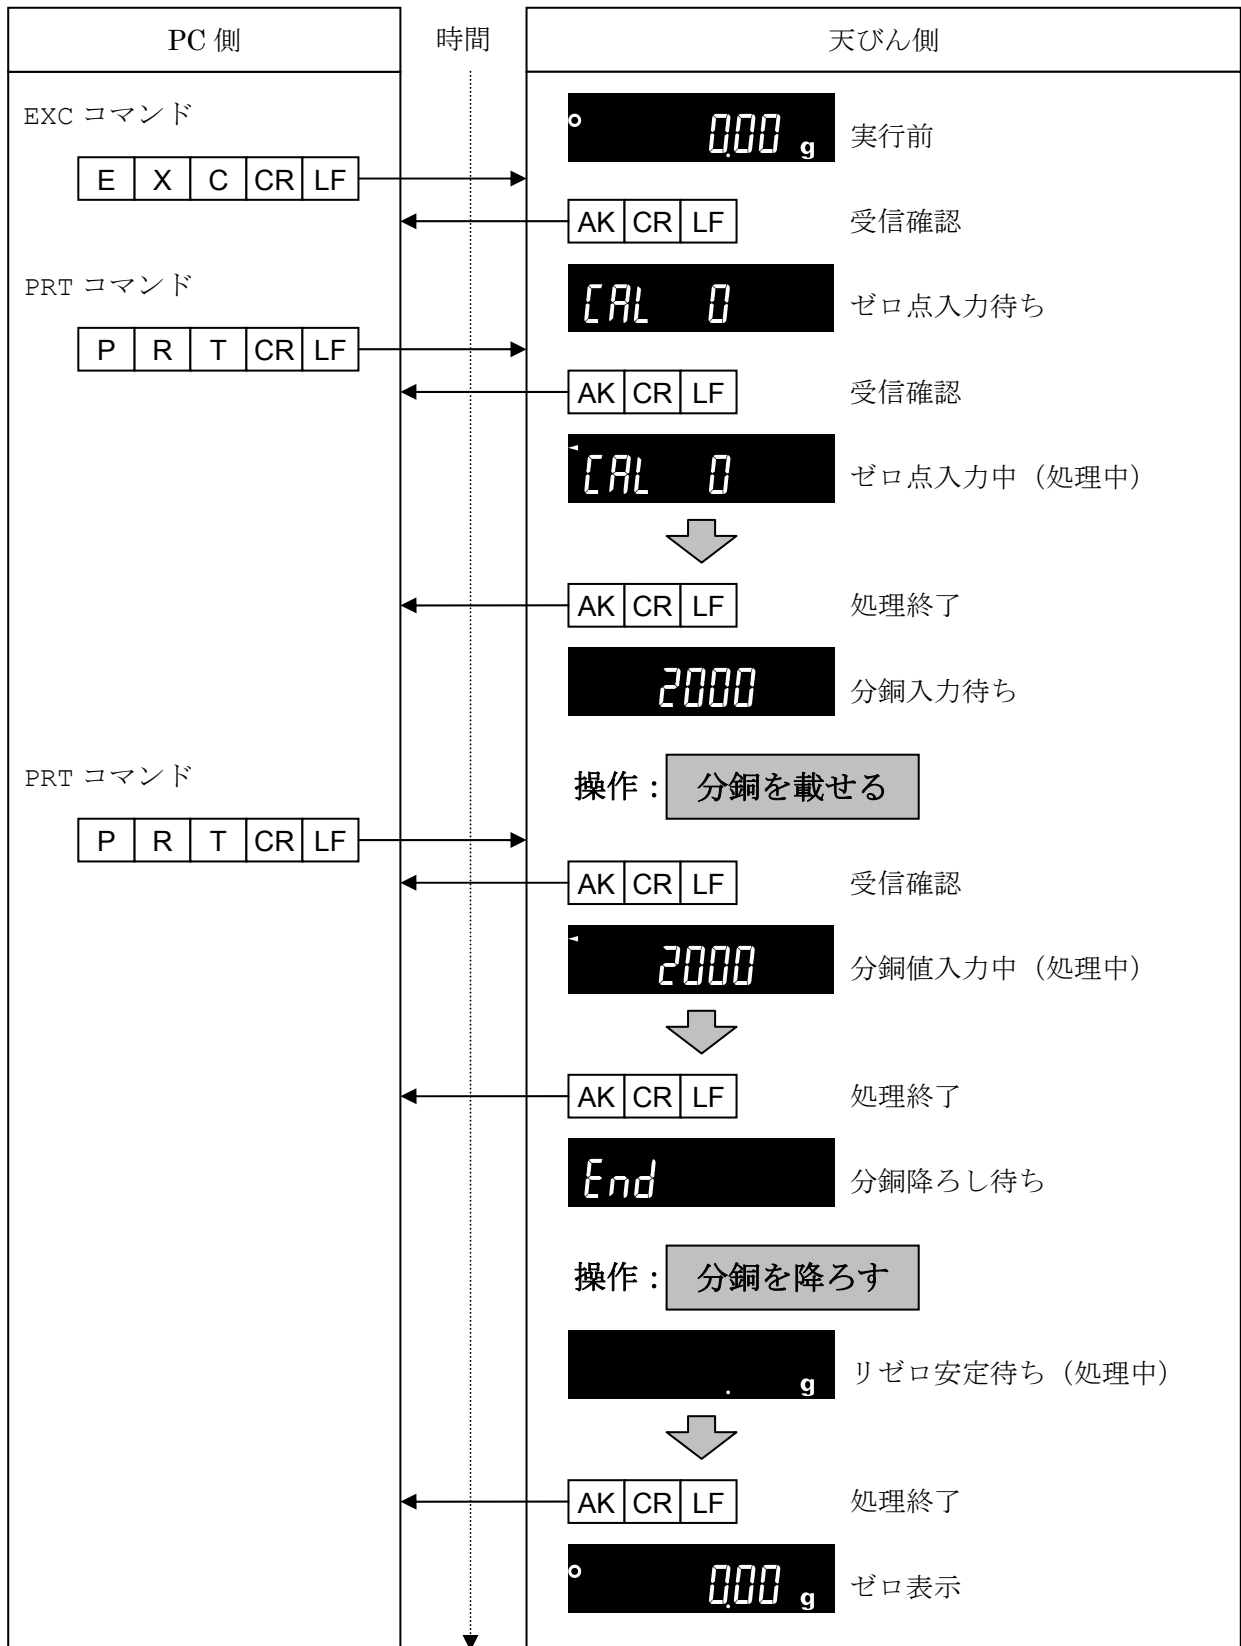 PC 側 時間 天びん側
EXC コマンド
0.00 g 実行前
E X C CR LF
AK CR LF 受信確認
PRT コマンド
CAL 0 ゼロ点入力待ち
P R T CR LF
AK CR LF 受信確認
CAL 0 ゼロ点入力中（処理中）
AK CR LF 処理終了
2000 分銅入力待ち
PRT コマンド
操作： 分銅を載せる
P R T CR LF
AK CR LF 受信確認
2000 分銅値入力中（処理中）
AK CR LF 処理終了
End 分銅降ろし待ち
操作： 分銅を降ろす
. g リゼロ安定待ち（処理中）
AK CR LF 処理終了
0.00 g ゼロ表示